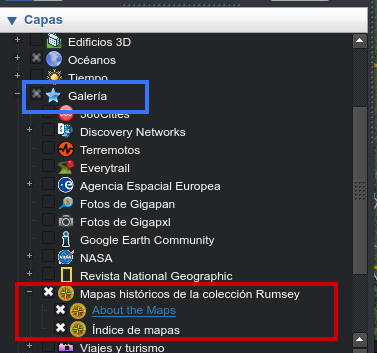 Capas
Edificios 3D
Océanos
Tiempo
Galería
360Cities
Discovery Networks
Terremotos
Everytrail
Agencia Espacial Europea
Fotos de Gigapan
Fotos de Gigapxl
Google Earth Community
NASA
Revista National Geographic
Mapas históricos de la colección Rumsey
About the Maps
Índice de mapas
Viajes y turismo